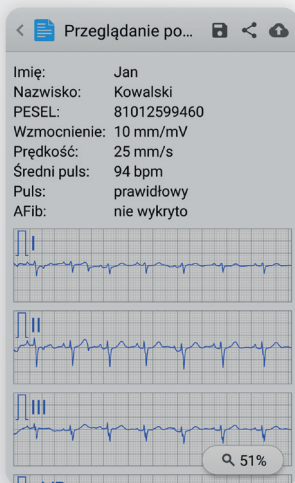 Przeglądanie po...
Imię: Jan
Nazwisko: Kowalski
PESEL: 81012599460
Wzmocnienie: 10 mm/mV
Prędkość: 25 mm/s
Średni puls: 94 bpm
Puls: prawidłowy
AFib: nie wykryto
I
II
III
51%